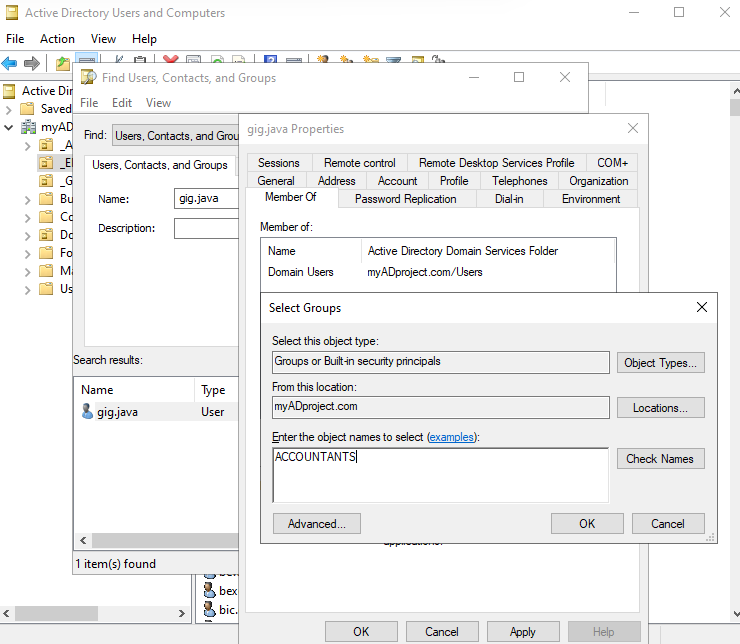 Active Directory Users and Computers
File Action View Help
Active Dir
Saved
myAD
_A
_El
_G
Bu
Co
Do
Fo
Ma
Us
Find Users, Contacts, and Groups
File Edit View
Find: Users, Contacts, and Grou
Users, Contacts, and Groups
Name: gig.java
Description:
Search results:
Name Type
gig.java User
1 item(s) found
bex
bic.
gig.java Properties
Sessions Remote control Remote Desktop Services Profile COM+
General Address Account Profile Telephones Organization
Member Of Password Replication Dial-in Environment
Member of:
Name Active Directory Domain Services Folder
Domain Users myADproject.com/Users
Select Groups
Select this object type:
Groups or Built-in security principals Object Types...
From this location:
myADproject.com Locations...
Enter the object names to select (examples):
ACCOUNTANTS Check Names
Advanced... OK Cancel
OK Cancel Apply Help